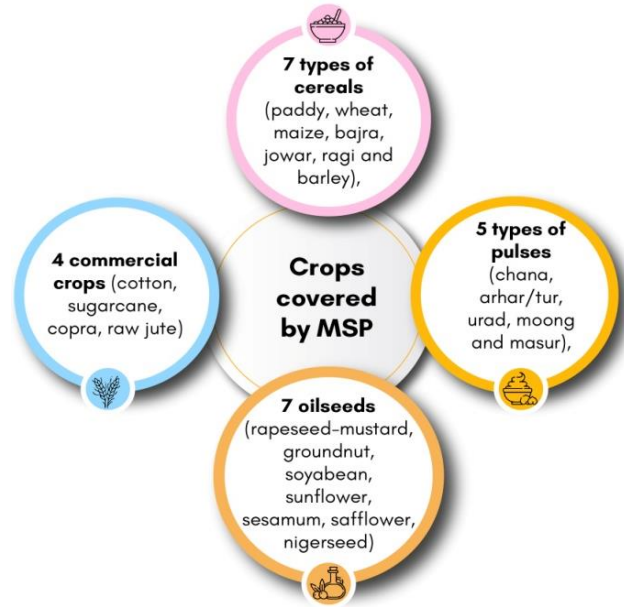 7 types of
cereals
(paddy, wheat,
maize, bajra,
jowar, ragi and
barley),
4 commercial
crops (cotton,
sugarcane,
copra, raw jute)
Crops
covered
by MSP
5 types of
pulses
(chana,
arhar/tur,
urad, moong
and masur),
7 oilseeds
(rapeseed-mustard,
groundnut,
soyabean,
sunflower,
sesamum, safflower,
nigerseed)